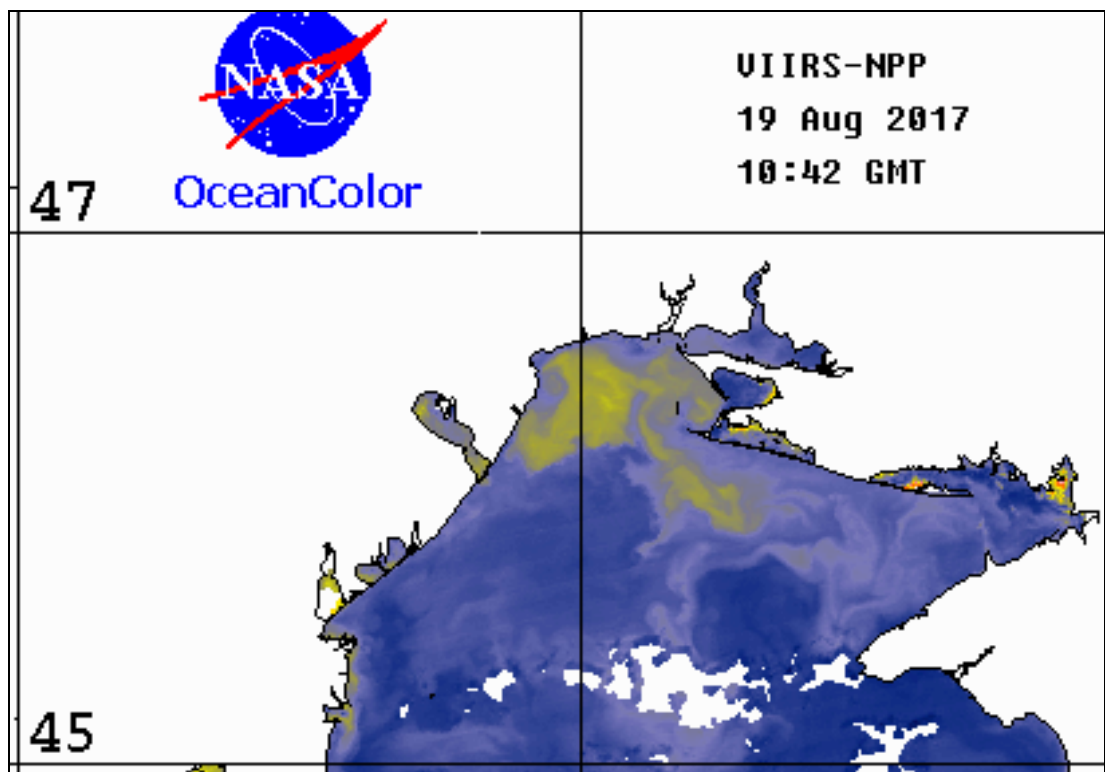 NASA
OceanColor
VIIRS-NPP
19 Aug 2017
10:42 GMT
47
45